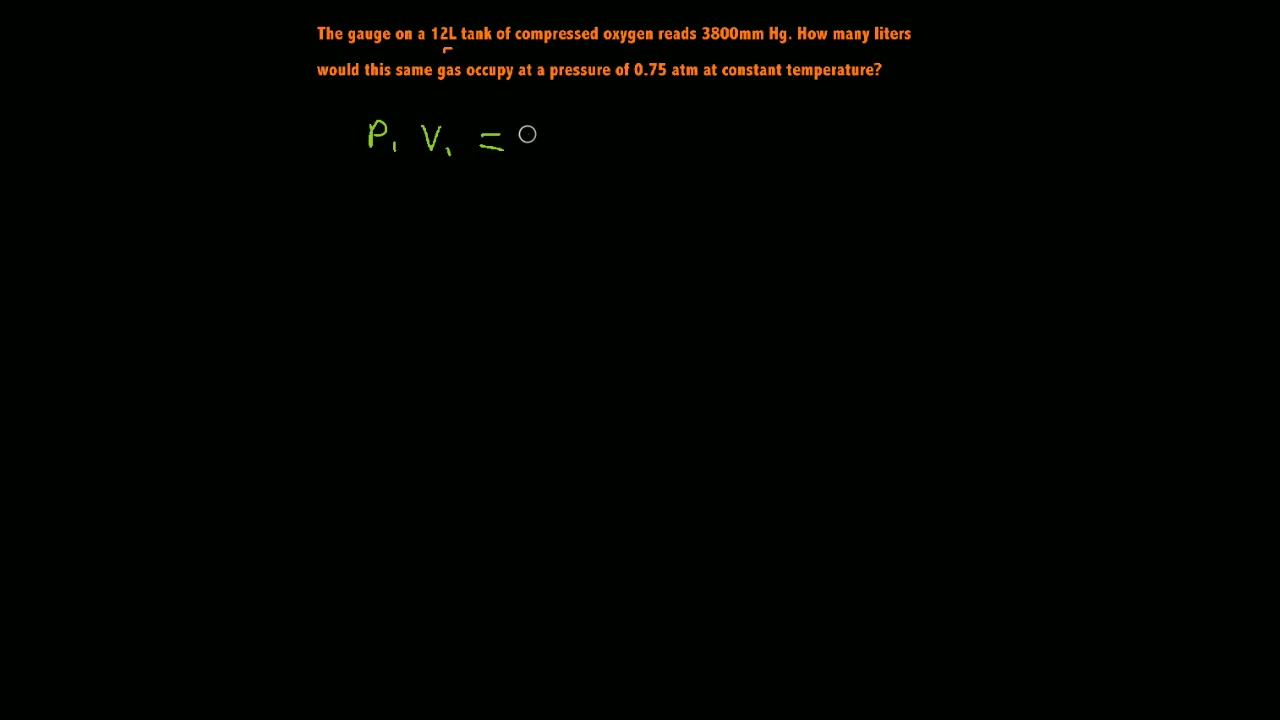 The gauge on a 12L tank of compressed oxygen reads 3800mm Hg. How many liters
would this same gas occupy at a pressure of 0.75 atm at constant temperature?
P₁ V₁ =